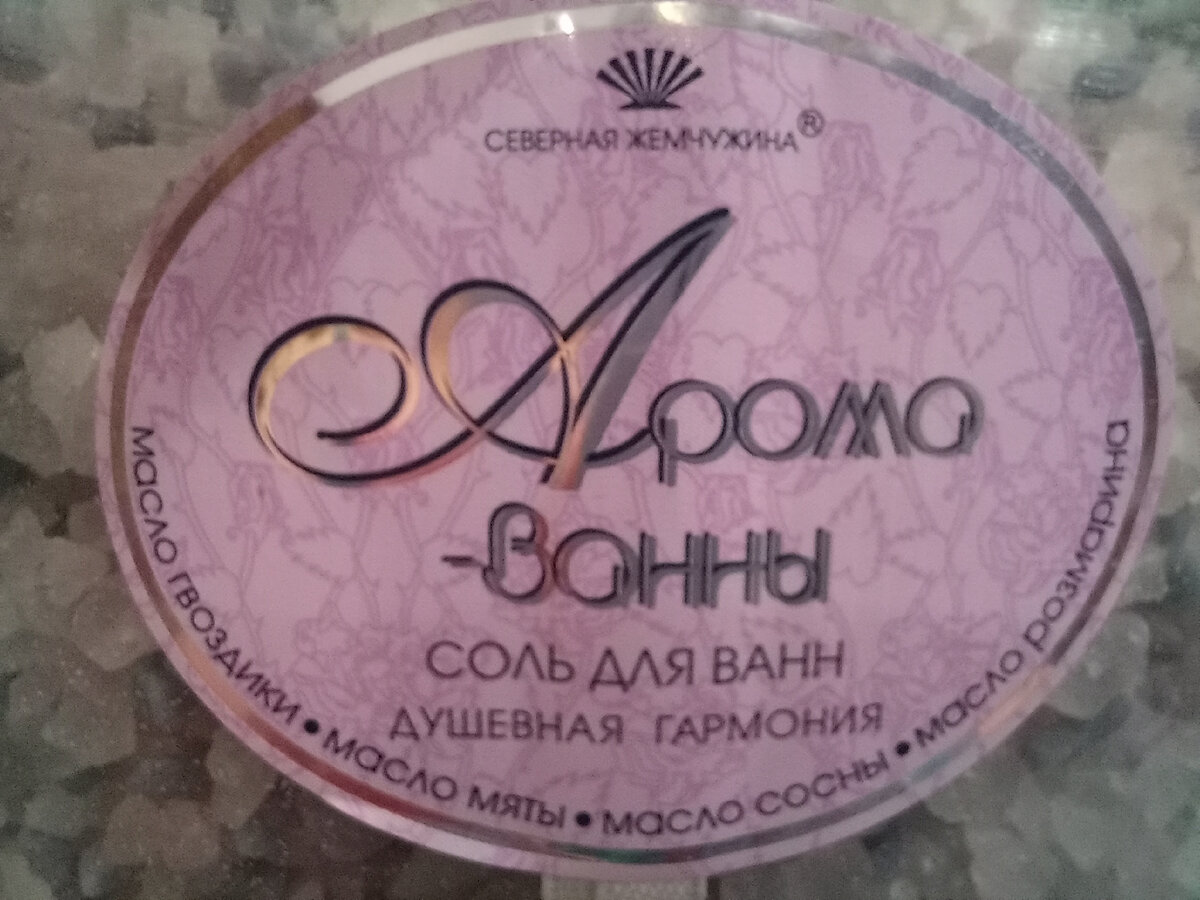 СЕВЕРНАЯ ЖЕМЧУЖИНА®
Арома
-Ванны
СОЛЬ ДЛЯ ВАНН
ДУШЕВНАЯ ГАРМОНИЯ
масло гвоздики • масло мяты • масло сосны • масло розмарина